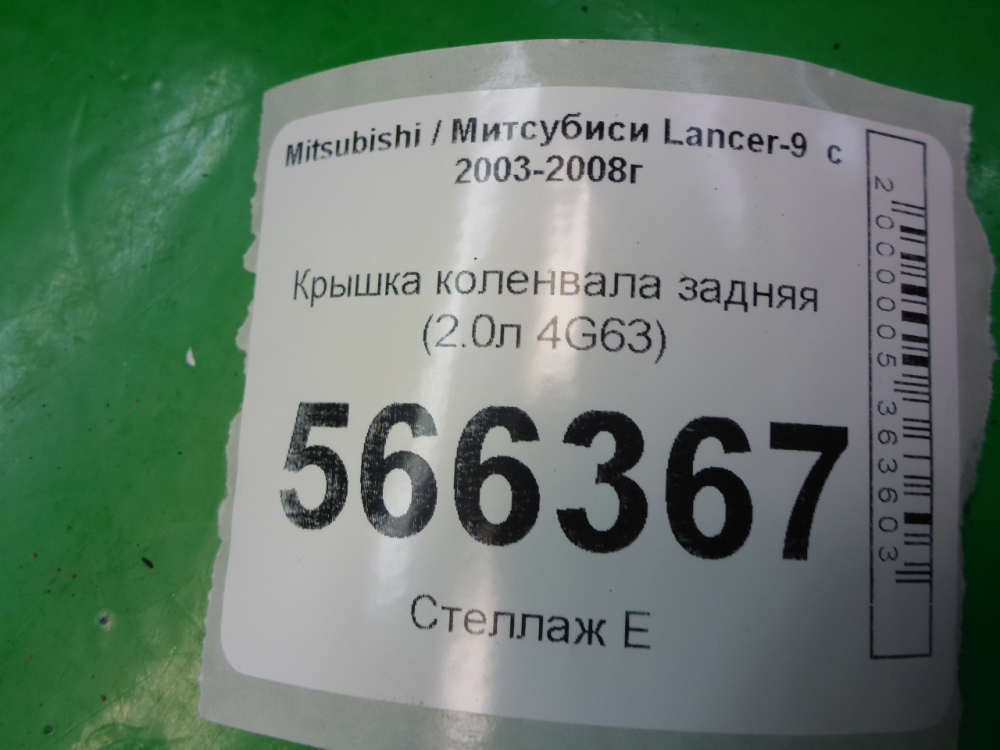 Mitsubishi / Митсубиси Lancer-9 с
2003-2008г
Крышка коленвала задняя
(2.0л 4G63)
566367
Стеллаж Е
2000005363603